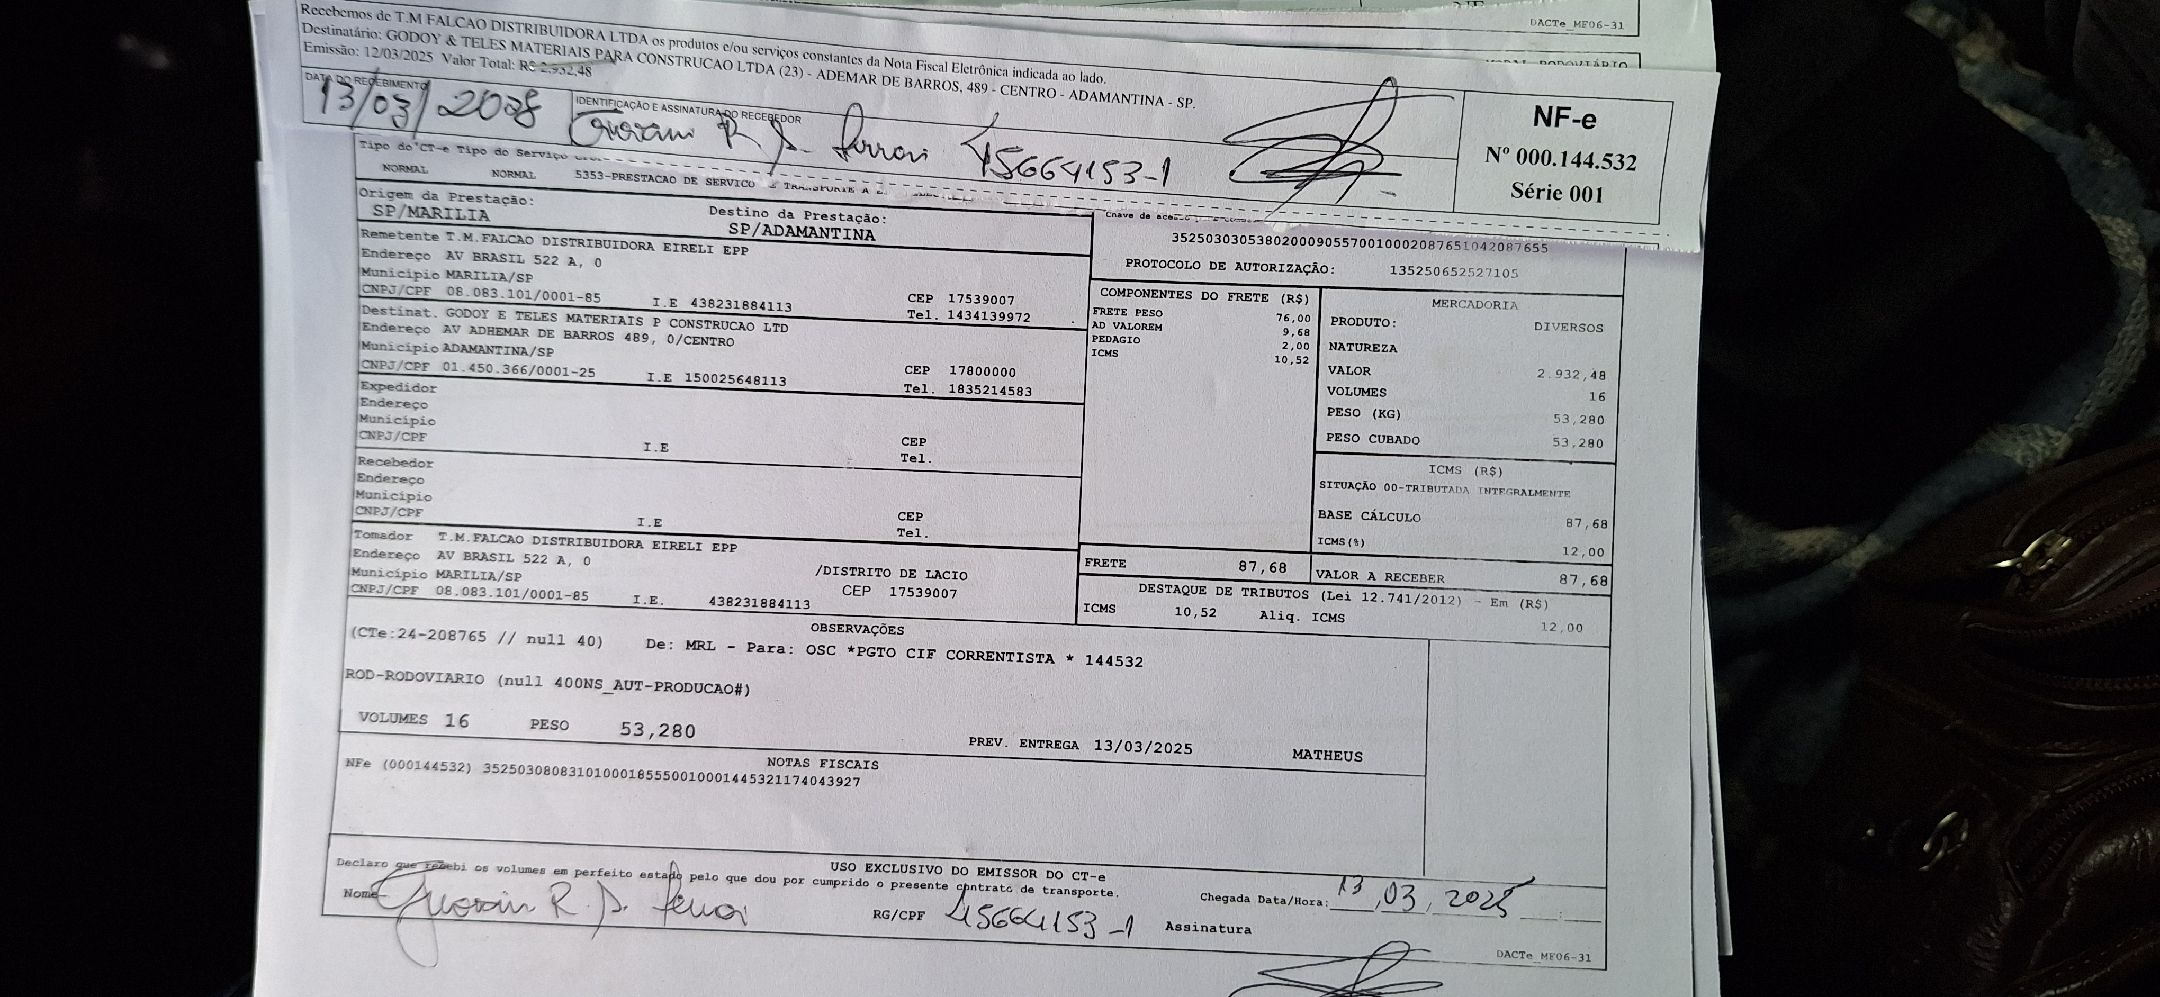 DACTe_MF06-31
Recebemos de T.M FALCAO DISTRIBUIDORA LTDA os produtos e/ou serviços constantes da Nota Fiscal Eletrônica indicada ao lado.
Destinatário: GODOY & TELES MATERIAIS PARA CONSTRUCAO LTDA (23) - ADEMAR DE BARROS, 489 - CENTRO - ADAMANTINA - SP.
Emissão: 12/03/2025 Valor Total: R$ 2.932,48
DATA DO RECEBIMENTO
13/03/2025
IDENTIFICAÇÃO E ASSINATURA DO RECEBEDOR
45664153-1
NF-e
Nº 000.144.532
Série 001
Tipo do CT-e Tipo do Serviço
NORMAL NORMAL 5353-PRESTACAO DE SERVICO
Origem da Prestação:
SP/MARILIA
Destino da Prestação:
SP/ADAMANTINA
Chave de acesso
35250303053802000905570010002087651042087655
PROTOCOLO DE AUTORIZAÇÃO: 135250652527105
Remetente T.M.FALCAO DISTRIBUIDORA EIRELI EPP
Endereço AV BRASIL 522 A, 0
Município MARILIA/SP
CNPJ/CPF 08.083.101/0001-85 I.E 438231884113
CEP 17539007
Tel. 1434139972
Destinat. GODOY E TELES MATERIAIS P CONSTRUCAO LTD
Endereço AV ADHEMAR DE BARROS 489, 0/CENTRO
Município ADAMANTINA/SP
CNPJ/CPF 01.450.366/0001-25 I.E 150025648113
CEP 17800000
Tel. 1835214583
Expedidor
Endereço
Município
CNPJ/CPF I.E
CEP
Tel.
Recebedor
Endereço
Município
CNPJ/CPF I.E
CEP
Tel.
Tomador T.M.FALCAO DISTRIBUIDORA EIRELI EPP
Endereço AV BRASIL 522 A, 0 /DISTRITO DE LACIO
Município MARILIA/SP CEP 17539007
CNPJ/CPF 08.083.101/0001-85 I.E. 438231884113
COMPONENTES DO FRETE (R$)
FRETE PESO 76,00
AD VALOREM 9,68
PEDAGIO 2,00
ICMS 10,52
FRETE 87,68
MERCADORIA
PRODUTO: DIVERSOS
NATUREZA
VALOR 2.932,48
VOLUMES 16
PESO (KG) 53,280
PESO CUBADO 53,280
ICMS (R$)
SITUAÇÃO 00-TRIBUTADA INTEGRALMENTE
BASE CÁLCULO 87,68
ICMS(%) 12,00
VALOR A RECEBER 87,68
DESTAQUE DE TRIBUTOS (Lei 12.741/2012) - Em (R$)
ICMS 10,52 Aliq. ICMS 12,00
OBSERVAÇÕES
(CTe:24-208765 // null 40) De: MRL - Para: OSC *PGTO CIF CORRENTISTA * 144532
ROD-RODOVIARIO (null 400NS_AUT-PRODUCAO#)
VOLUMES 16 PESO 53,280
PREV. ENTREGA 13/03/2025 MATHEUS
NOTAS FISCAIS
NFe (000144532) 35250308083101000185550010001445321174043927
USO EXCLUSIVO DO EMISSOR DO CT-e
Declaro que recebi os volumes em perfeito estado pelo que dou por cumprido o presente contrato de transporte.
Nome
RG/CPF 45664153-1
Chegada Data/Hora: 13,03,2025
Assinatura
DACTe_MF06-31